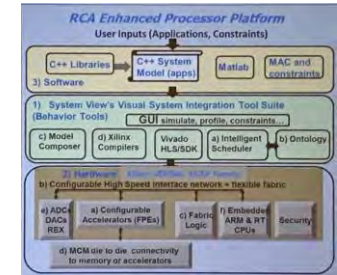 RCA Enhanced Processor Platform
User Inputs (Applications, Constraints)
C++ Libraries
C++ System
Model (apps)
Matlab
MAC and
constraints
3) Software
1) System View's Visual System Integration Tool Suite
(Behavior Tools)
GUI simulate, profile, constraints...
c) Model
Composer
d) Xilinx
Compilers
Vivado
HLS/SDK
a) Intelligent
Scheduler
b) Ontology
2) Hardware
b) Configurable High Speed Interface network + flexible fabric
e) ADCs
DACs
REX
a) Configurable
Accelerators (FPEs)
c) Fabric
Logic
f) Embedded
ARM & RT
CPUs
Security
d) MCM die to die connectivity
to memory or accelerators